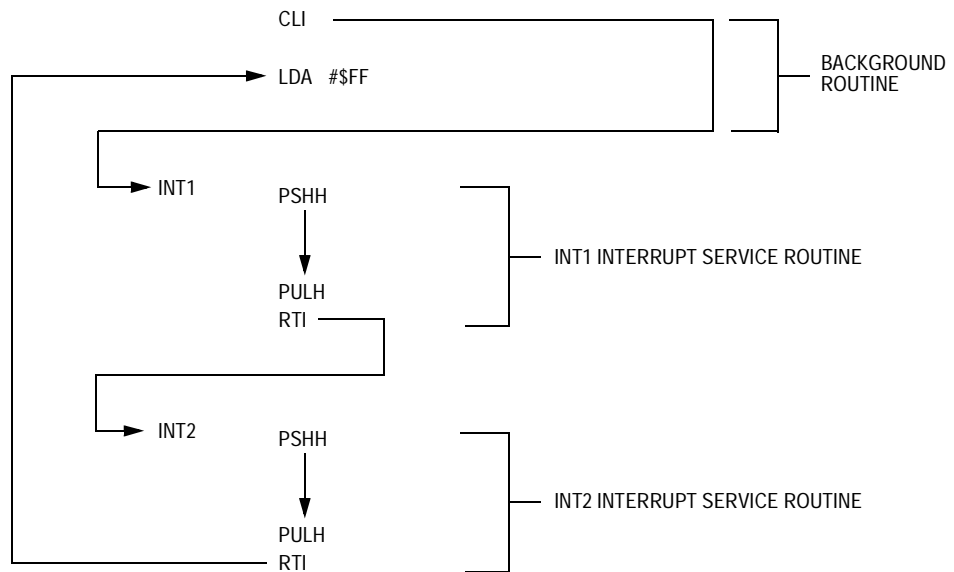 CLI
LDA #$FF
BACKGROUND
ROUTINE
INT1
PSHH
INT1 INTERRUPT SERVICE ROUTINE
PULH
RTI
INT2
PSHH
INT2 INTERRUPT SERVICE ROUTINE
PULH
RTI